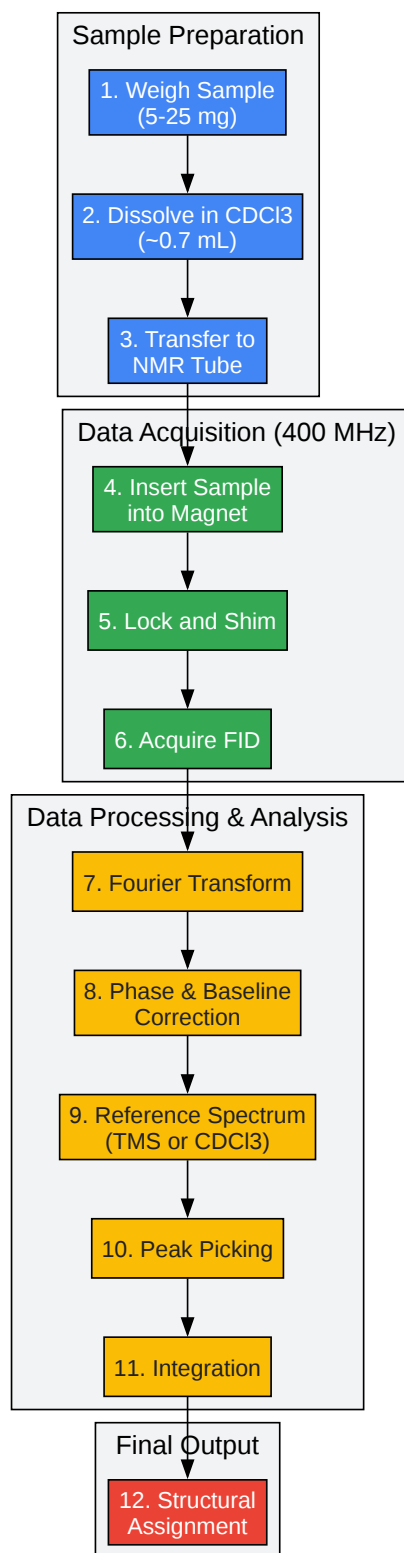 Sample Preparation
1. Weigh Sample
(5-25 mg)
2. Dissolve in CDCl3
(~0.7 mL)
3. Transfer to
NMR Tube
Data Acquisition (400 MHz)
4. Insert Sample
into Magnet
5. Lock and Shim
6. Acquire FID
Data Processing & Analysis
7. Fourier Transform
8. Phase & Baseline
Correction
9. Reference Spectrum
(TMS or CDCl3)
10. Peak Picking
11. Integration
Final Output
12. Structural
Assignment